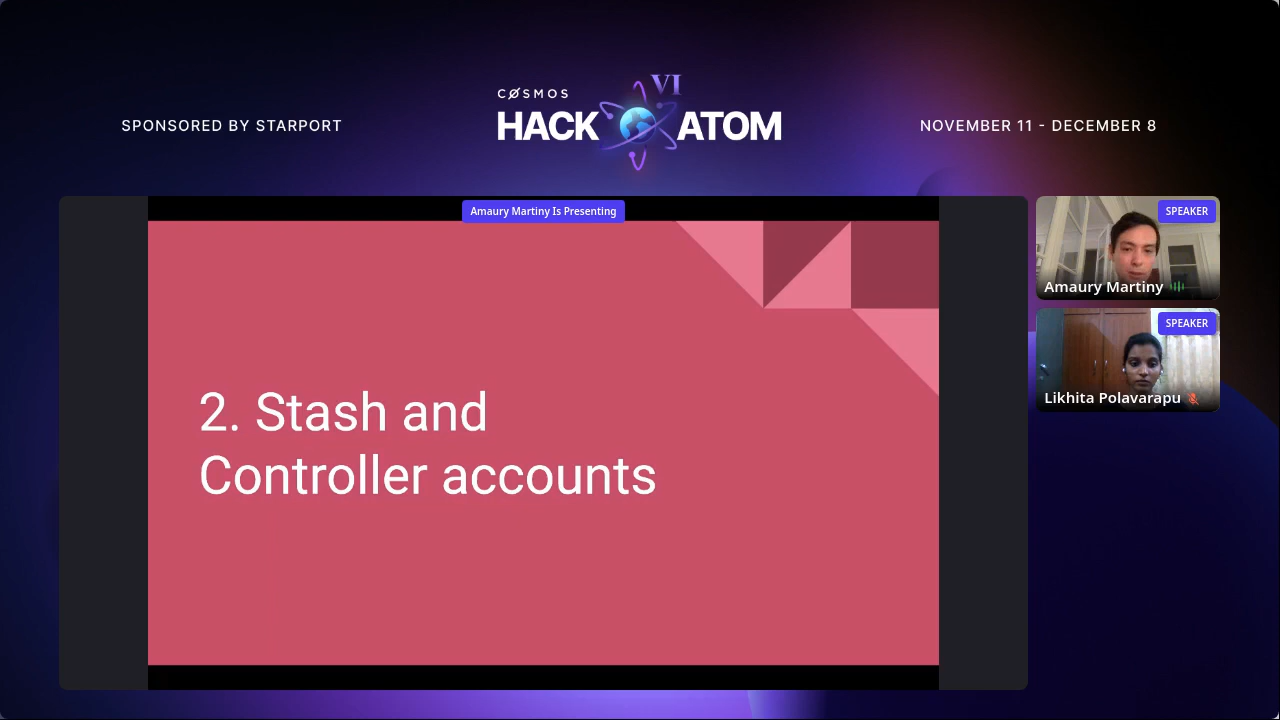 SPONSORED BY STARPORT
CØSMOS
VI
HACK ATOM
NOVEMBER 11 - DECEMBER 8
Amaury Martiny Is Presenting
2. Stash and
Controller accounts
SPEAKER
Amaury Martiny
SPEAKER
Likhita Polavarapu